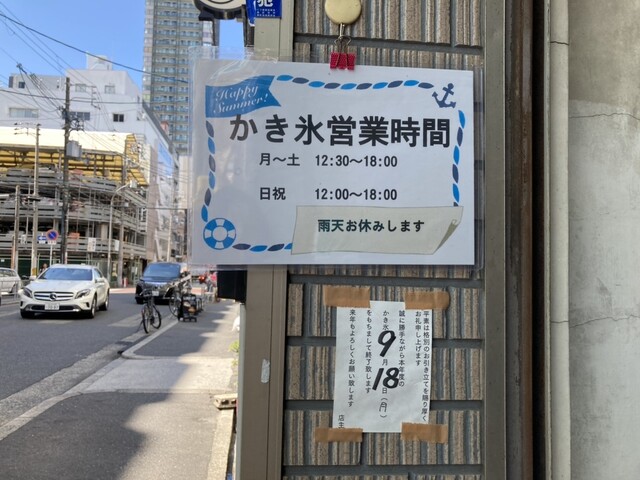 Happy
Summer!
かき氷営業時間
月～土 12:30～18:00
日祝 12:00～18:00
雨天お休みします
平素は格別のお引き立てを賜り厚く
お礼申し上げます
誠に勝手ながら本年度の
かき氷9月18日(月)
をもちまして終了致します
来年もよろしくお願い致します
店主